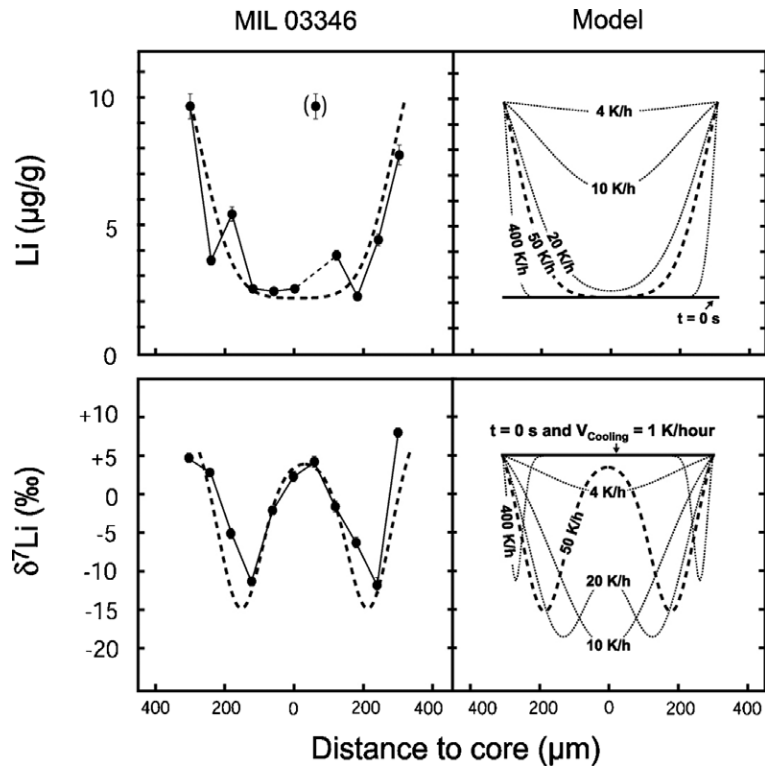 MIL 03346
Model
Li (µg/g)
10
5
0
( )
4 K/h
10 K/h
20 K/h
50 K/h
400 K/h
t = 0 s
δ⁷Li (‰)
+10
+5
0
-5
-10
-15
-20
t = 0 s and V_Cooling = 1 K/hour
4 K/h
400 K/h
50 K/h
20 K/h
10 K/h
400 200 0 200 400
400 200 0 200 400
Distance to core (µm)